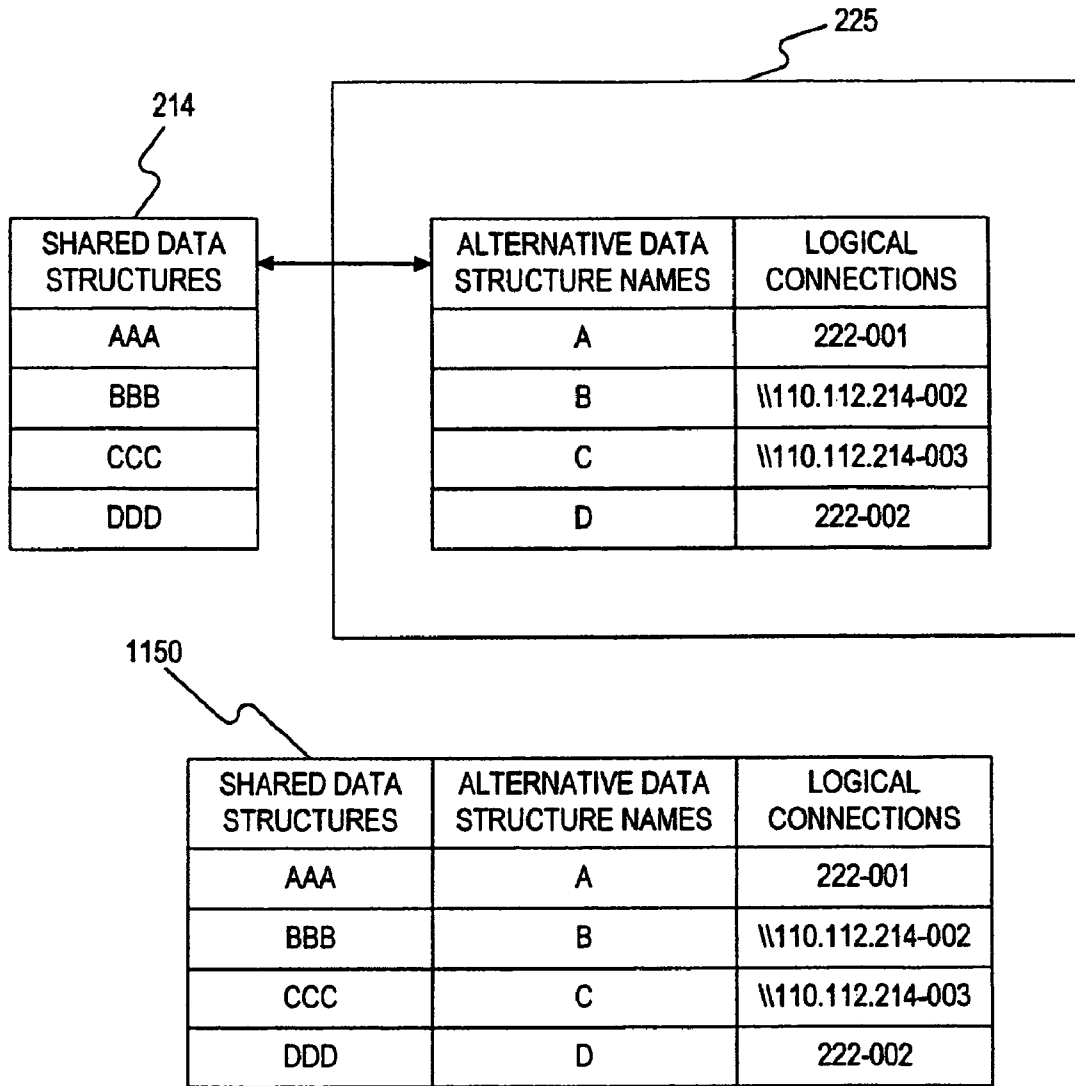 225
214
SHARED DATA
STRUCTURES
AAA
BBB
CCC
DDD
ALTERNATIVE DATA
STRUCTURE NAMES
LOGICAL
CONNECTIONS
A
222-001
B
\\110.112.214-002
C
\\110.112.214-003
D
222-002
1150
SHARED DATA
STRUCTURES
ALTERNATIVE DATA
STRUCTURE NAMES
LOGICAL
CONNECTIONS
AAA
A
222-001
BBB
B
\\110.112.214-002
CCC
C
\\110.112.214-003
DDD
D
222-002